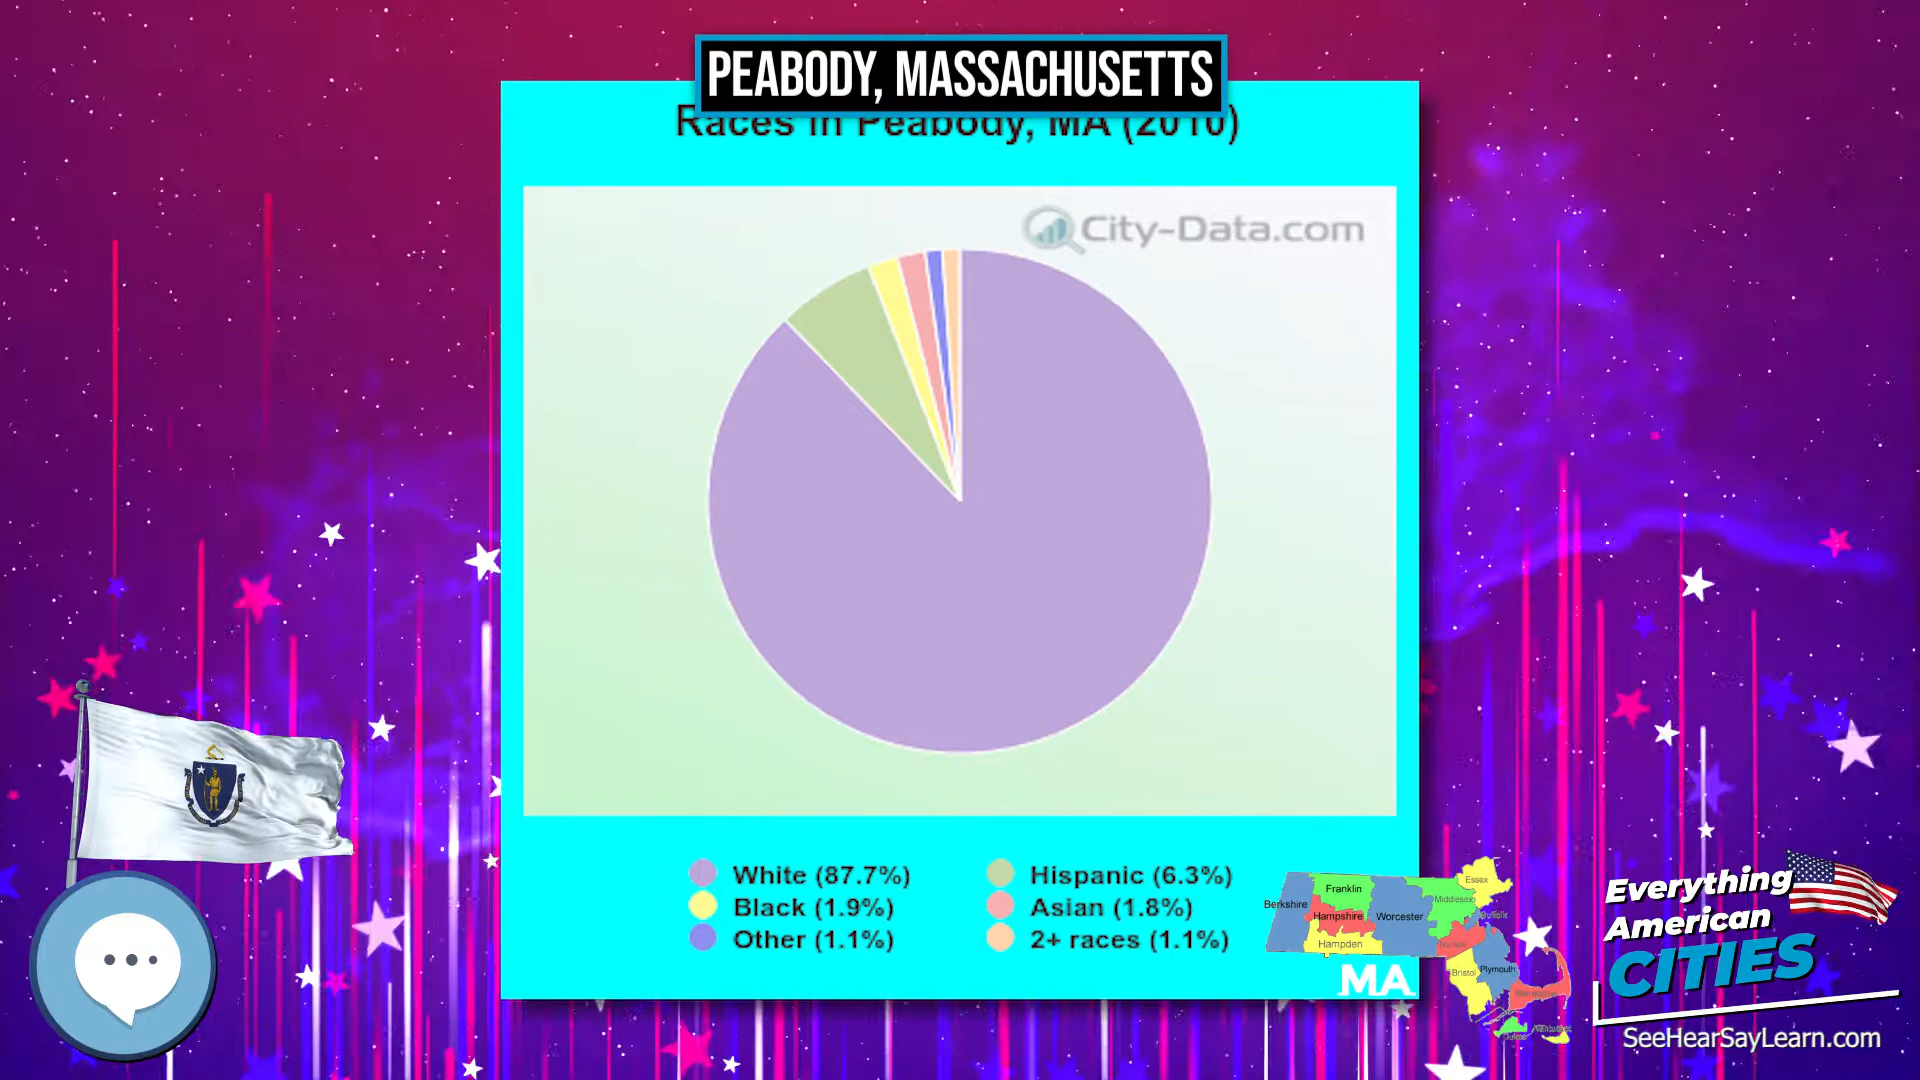 PEABODY, MASSACHUSETTS
Races in Peabody, MA (2010)
City-Data.com
White (87.7%)
Hispanic (6.3%)
Black (1.9%)
Asian (1.8%)
Other (1.1%)
2+ races (1.1%)
Essex
Franklin
Berkshire
Middlesex
Hampshire
Worcester
Suffolk
Hampden
Norfolk
Bristol
Plymouth
MA
Everything
American
CITIES
SeeHearSayLearn.com